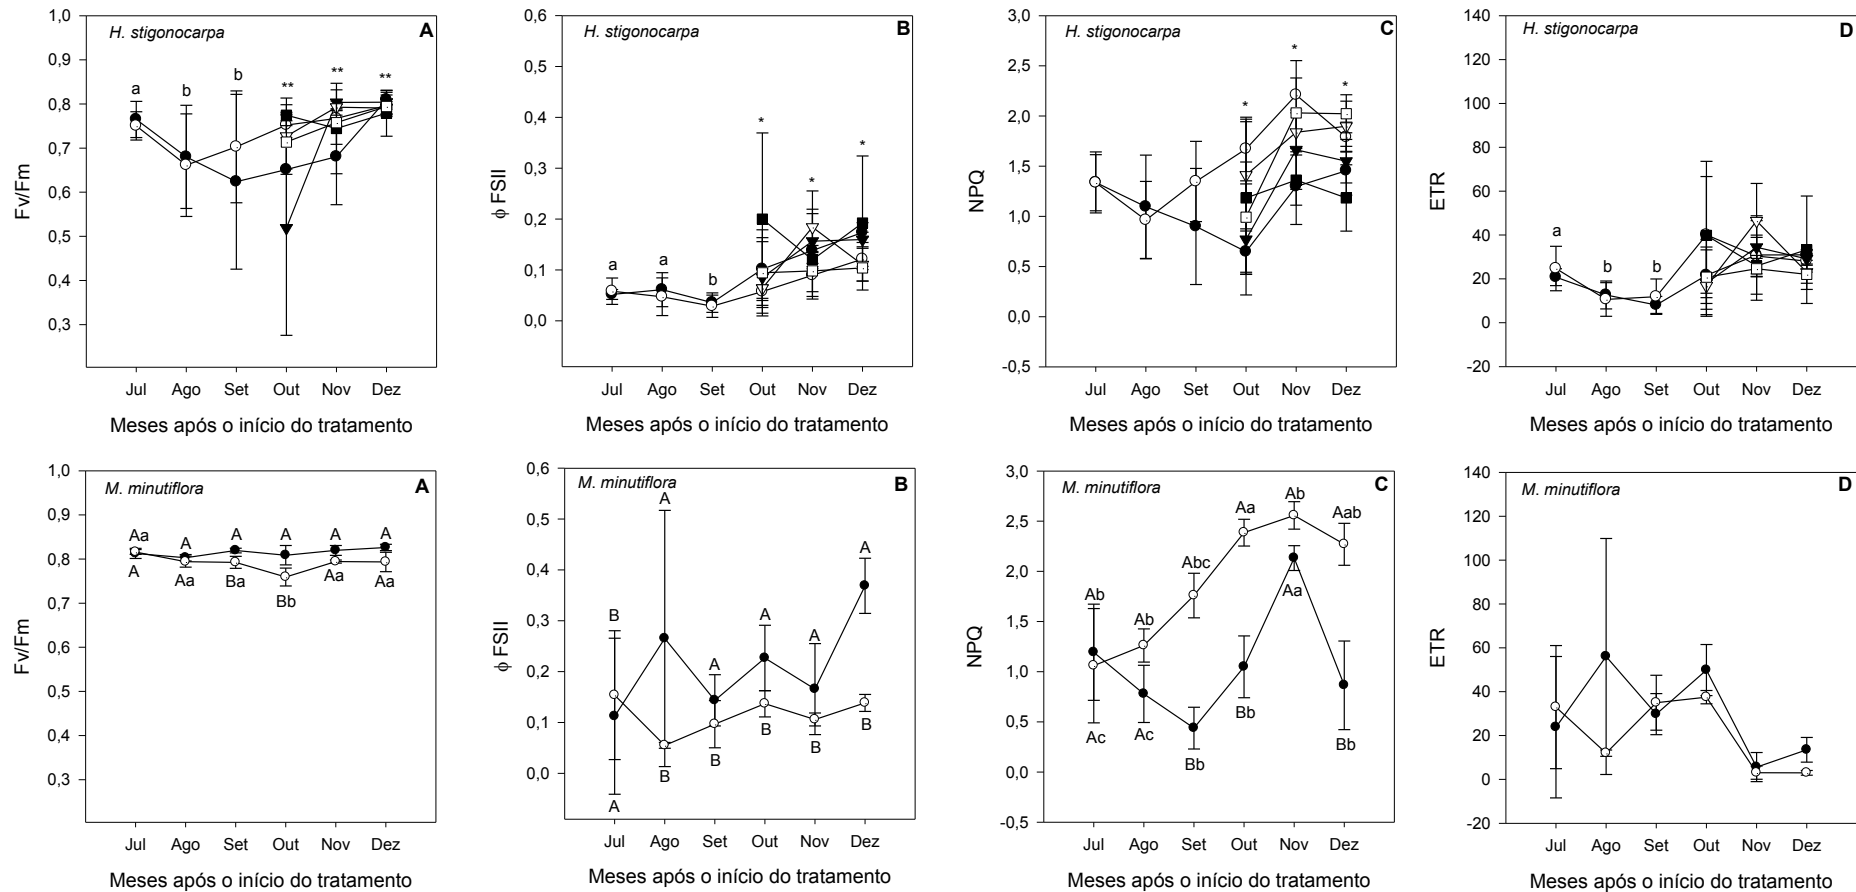 H. stigonocarpa
A
1,0
0,9
0,8
0,7
0,6
0,5
0,4
0,3
Fv/Fm
a
b
b
**
**
**
Jul Ago Set Out Nov Dez
Meses após o início do tratamento
H. stigonocarpa
B
0,6
0,5
0,4
0,3
0,2
0,1
0,0
ϕ FSII
a
a
b
*
*
*
Jul Ago Set Out Nov Dez
Meses após o início do tratamento
H. stigonocarpa
C
3,0
2,5
2,0
1,5
1,0
0,5
0,0
-0,5
NPQ
*
*
*
Jul Ago Set Out Nov Dez
Meses após o início do tratamento
H. stigonocarpa
D
140
120
100
80
60
40
20
0
-20
ETR
a
b
b
Jul Ago Set Out Nov Dez
Meses após o início do tratamento
M. minutiflora
A
1,0
0,9
0,8
0,7
0,6
0,5
0,4
0,3
Fv/Fm
Aa A A A A A
A Aa Ba Bb Aa Aa
Jul Ago Set Out Nov Dez
Meses após o início do tratamento
M. minutiflora
B
0,6
0,5
0,4
0,3
0,2
0,1
0,0
ϕ FSII
B A A A A A
A B B B B B
Jul Ago Set Out Nov Dez
Meses após o início do tratamento
M. minutiflora
C
3,0
2,5
2,0
1,5
1,0
0,5
0,0
-0,5
NPQ
Ab Ab Abc Aa Ab Aab
Ac Ac Bb Bb Aa Bb
Jul Ago Set Out Nov Dez
Meses após o início do tratamento
M. minutiflora
D
140
120
100
80
60
40
20
0
-20
ETR
Jul Ago Set Out Nov Dez
Meses após o início do tratamento